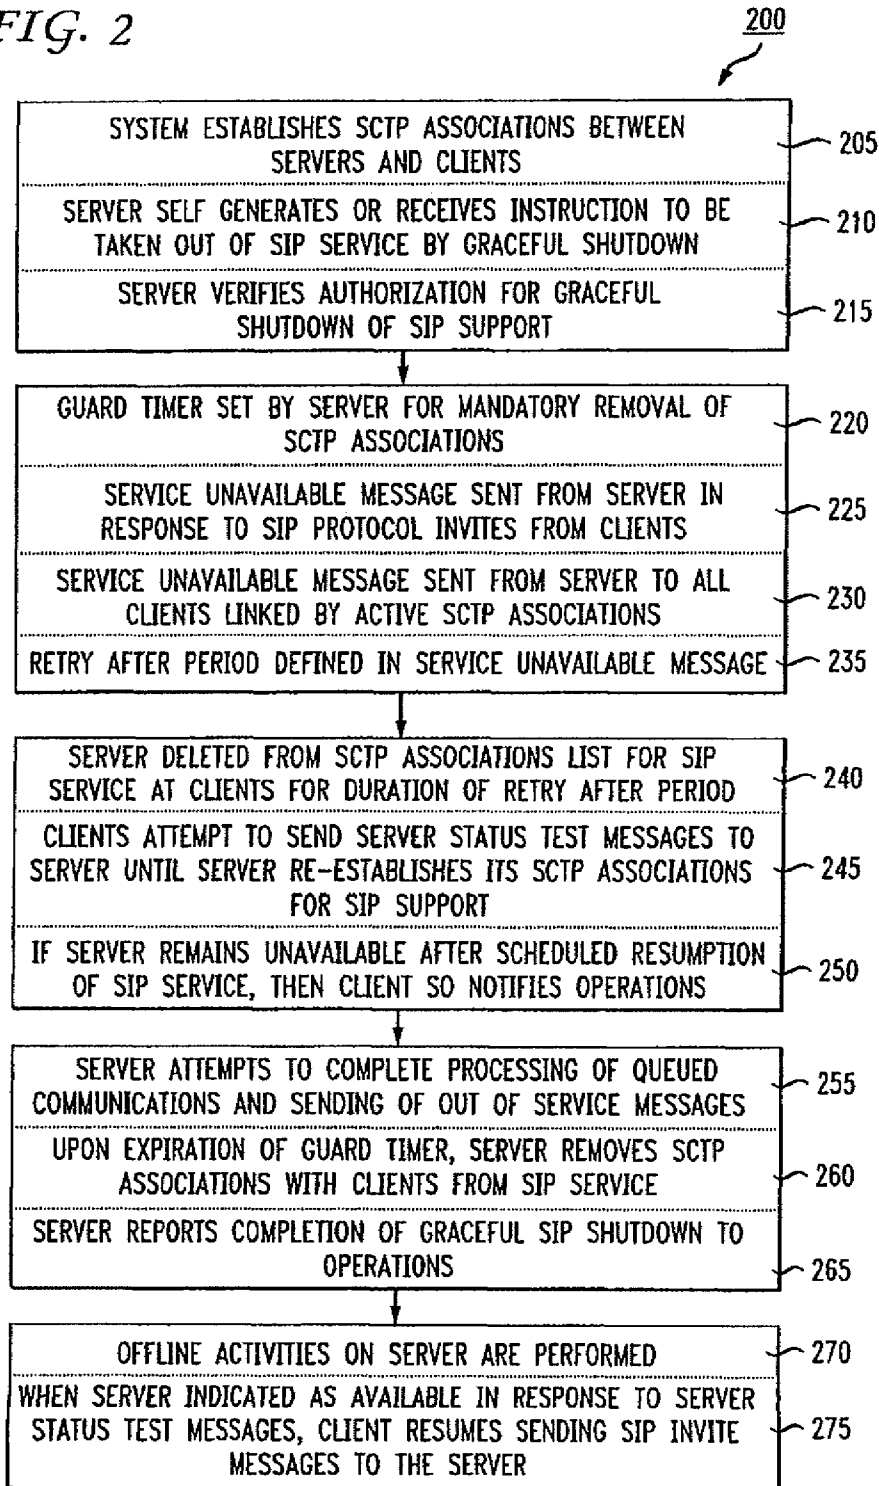 FIG. 2
200
SYSTEM ESTABLISHES SCTP ASSOCIATIONS BETWEEN
SERVERS AND CLIENTS
205
SERVER SELF GENERATES OR RECEIVES INSTRUCTION TO BE
TAKEN OUT OF SIP SERVICE BY GRACEFUL SHUTDOWN
210
SERVER VERIFIES AUTHORIZATION FOR GRACEFUL
SHUTDOWN OF SIP SUPPORT
215
GUARD TIMER SET BY SERVER FOR MANDATORY REMOVAL OF
SCTP ASSOCIATIONS
220
SERVICE UNAVAILABLE MESSAGE SENT FROM SERVER IN
RESPONSE TO SIP PROTOCOL INVITES FROM CLIENTS
225
SERVICE UNAVAILABLE MESSAGE SENT FROM SERVER TO ALL
CLIENTS LINKED BY ACTIVE SCTP ASSOCIATIONS
230
RETRY AFTER PERIOD DEFINED IN SERVICE UNAVAILABLE MESSAGE
235
SERVER DELETED FROM SCTP ASSOCIATIONS LIST FOR SIP
SERVICE AT CLIENTS FOR DURATION OF RETRY AFTER PERIOD
240
CLIENTS ATTEMPT TO SEND SERVER STATUS TEST MESSAGES TO
SERVER UNTIL SERVER RE-ESTABLISHES ITS SCTP ASSOCIATIONS
FOR SIP SUPPORT
245
IF SERVER REMAINS UNAVAILABLE AFTER SCHEDULED RESUMPTION
OF SIP SERVICE, THEN CLIENT SO NOTIFIES OPERATIONS
250
SERVER ATTEMPTS TO COMPLETE PROCESSING OF QUEUED
COMMUNICATIONS AND SENDING OF OUT OF SERVICE MESSAGES
255
UPON EXPIRATION OF GUARD TIMER, SERVER REMOVES SCTP
ASSOCIATIONS WITH CLIENTS FROM SIP SERVICE
260
SERVER REPORTS COMPLETION OF GRACEFUL SIP SHUTDOWN TO
OPERATIONS
265
OFFLINE ACTIVITIES ON SERVER ARE PERFORMED
270
WHEN SERVER INDICATED AS AVAILABLE IN RESPONSE TO SERVER
STATUS TEST MESSAGES, CLIENT RESUMES SENDING SIP INVITE
MESSAGES TO THE SERVER
275